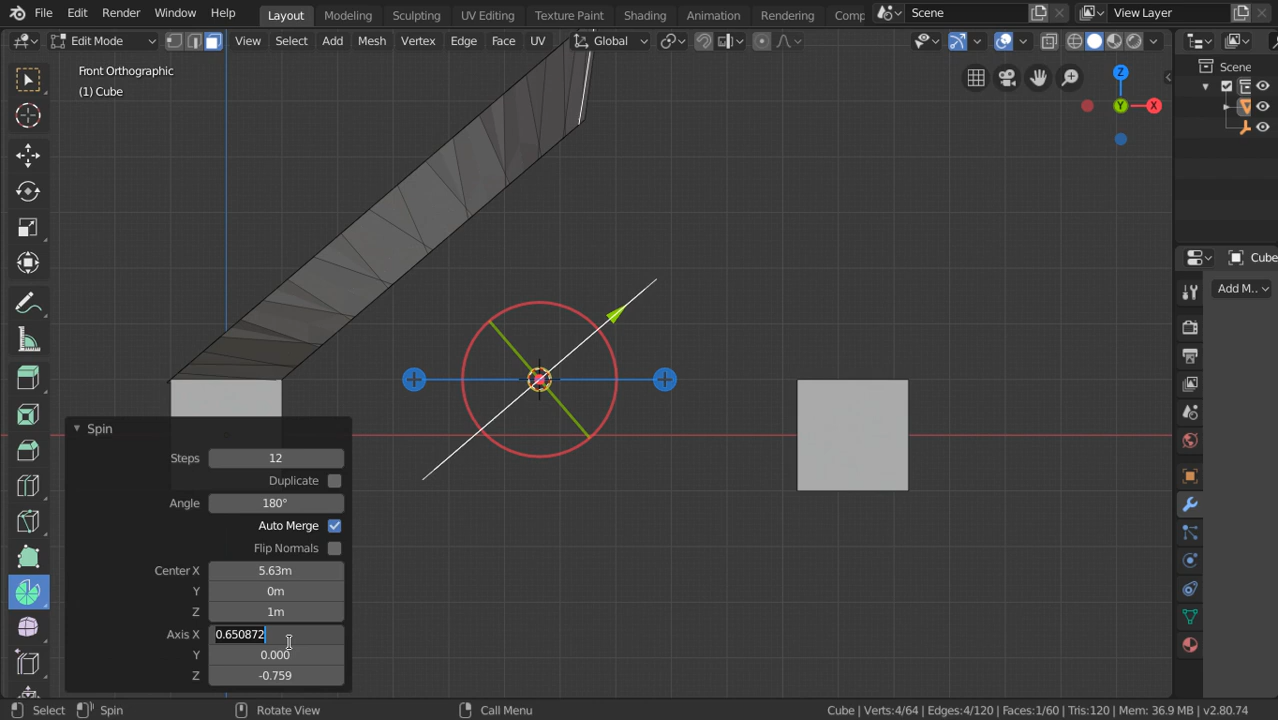 File Edit Render Window Help Layout Modeling Sculpting UV Editing Texture Paint Shading Animation Rendering Comp Scene View Layer
Edit Mode View Select Add Mesh Vertex Edge Face UV Global
Front Orthographic
(1) Cube
Z
Y
X
Scene
Cube
Add M..
Spin
Steps 12
Duplicate
Angle 180°
Auto Merge
Flip Normals
Center X 5.63m
Y 0m
Z 1m
Axis X 0.650872
Y 0.000
Z -0.759
Select Spin Rotate View Call Menu Cube | Verts:4/64 | Edges:4/120 | Faces:1/60 | Tris:120 | Mem: 36.9 MB | v2.80.74